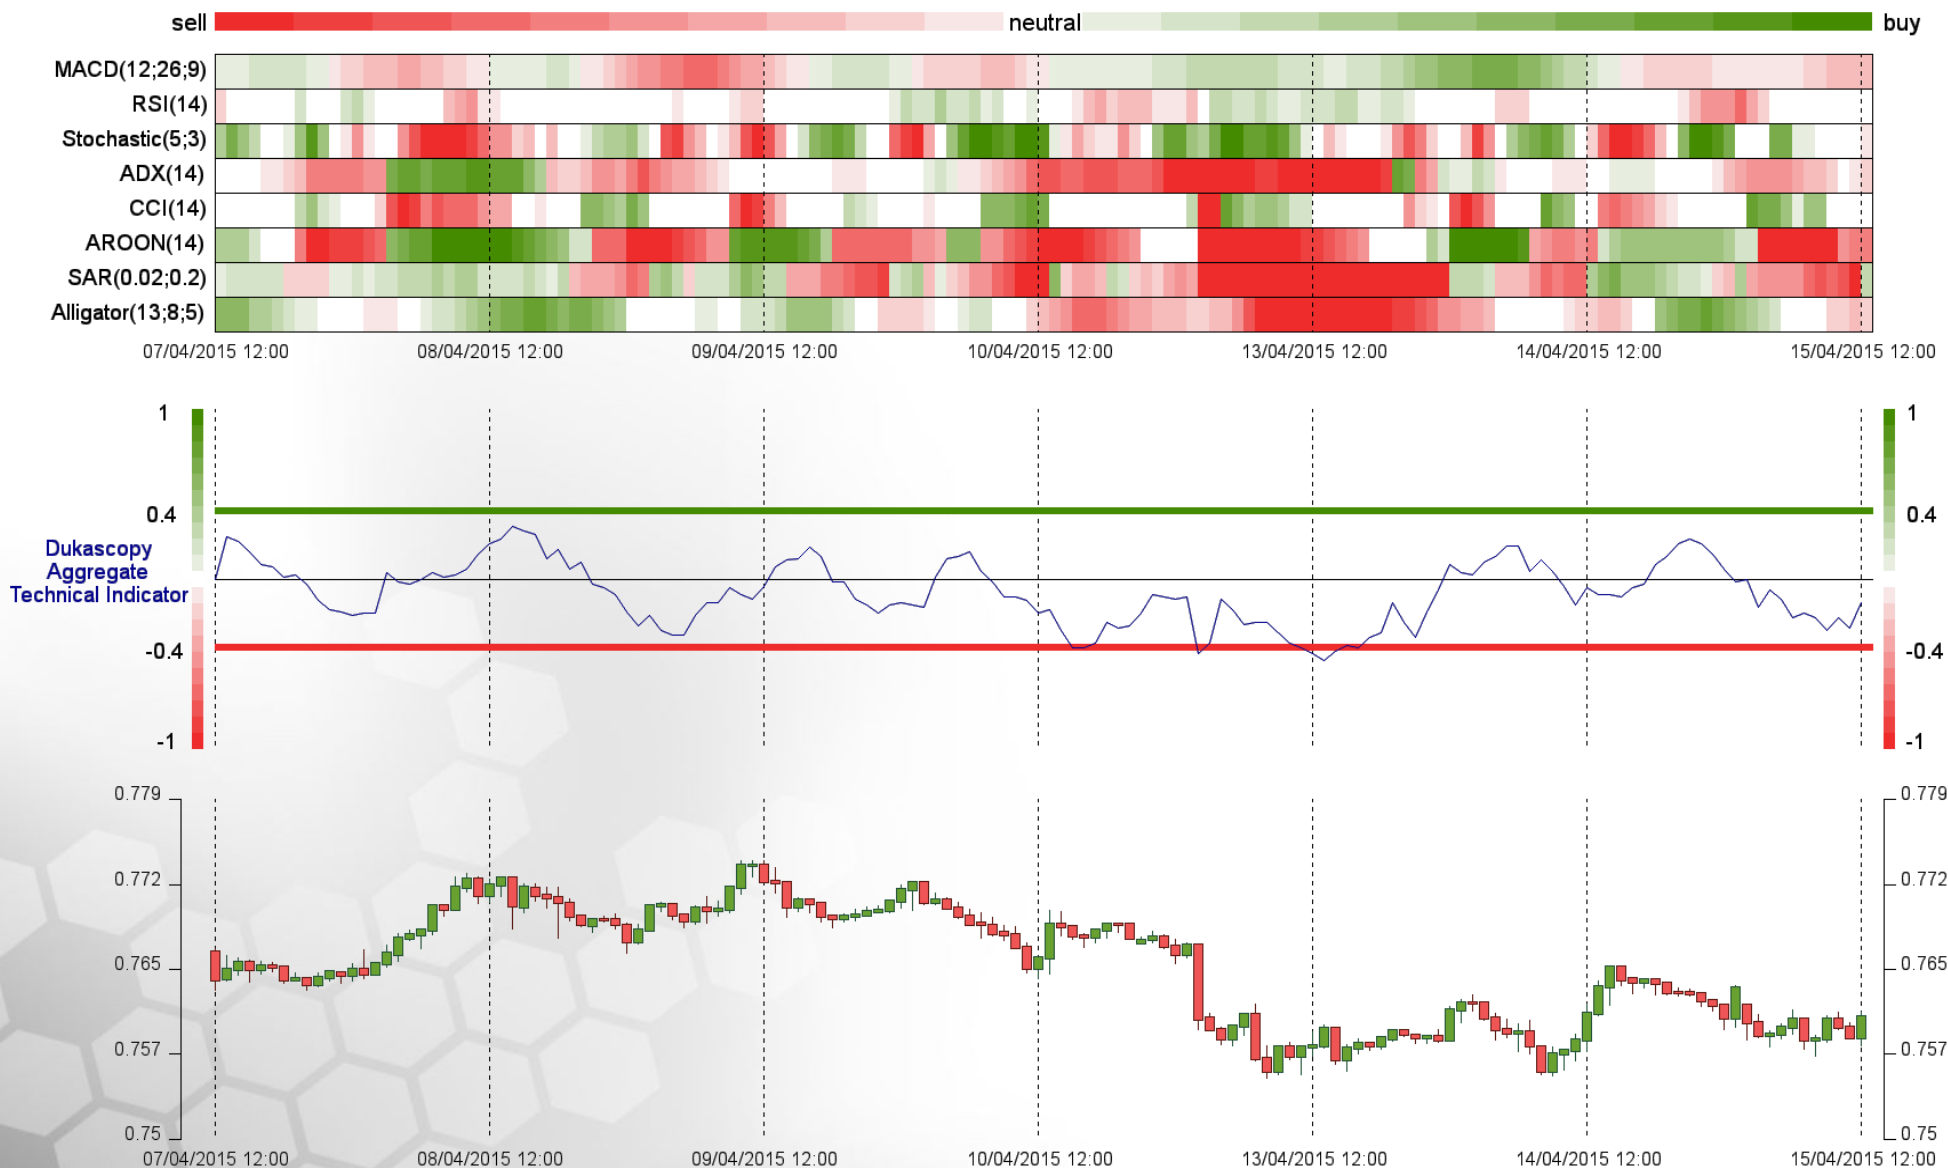 sell neutral buy
MACD(12;26;9)
RSI(14)
Stochastic(5;3)
ADX(14)
CCI(14)
AROON(14)
SAR(0.02;0.2)
Alligator(13;8;5)
07/04/2015 12:00 08/04/2015 12:00 09/04/2015 12:00 10/04/2015 12:00 13/04/2015 12:00 14/04/2015 12:00 15/04/2015 12:00
1 1
0.4 0.4
Dukascopy
Aggregate
Technical Indicator
-0.4 -0.4
-1 -1
0.779 0.779
0.772 0.772
0.765 0.765
0.757 0.757
0.75 0.75
07/04/2015 12:00 08/04/2015 12:00 09/04/2015 12:00 10/04/2015 12:00 13/04/2015 12:00 14/04/2015 12:00 15/04/2015 12:00